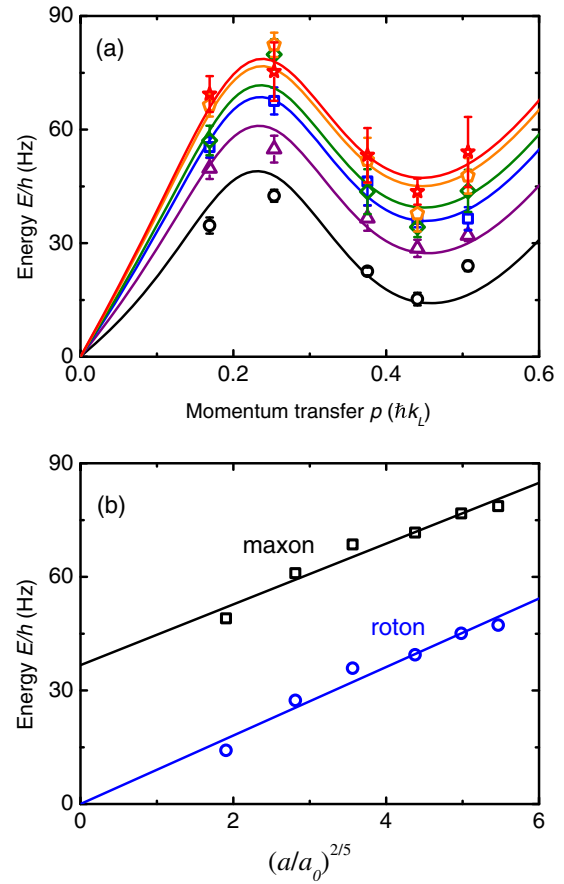 (a)
90
60
30
0
Energy E/h (Hz)
0.0 0.2 0.4 0.6
Momentum transfer p (ℏk_L)
(b)
90
60
30
0
Energy E/h (Hz)
maxon
roton
0 2 4 6
(a/a₀)^{2/5}